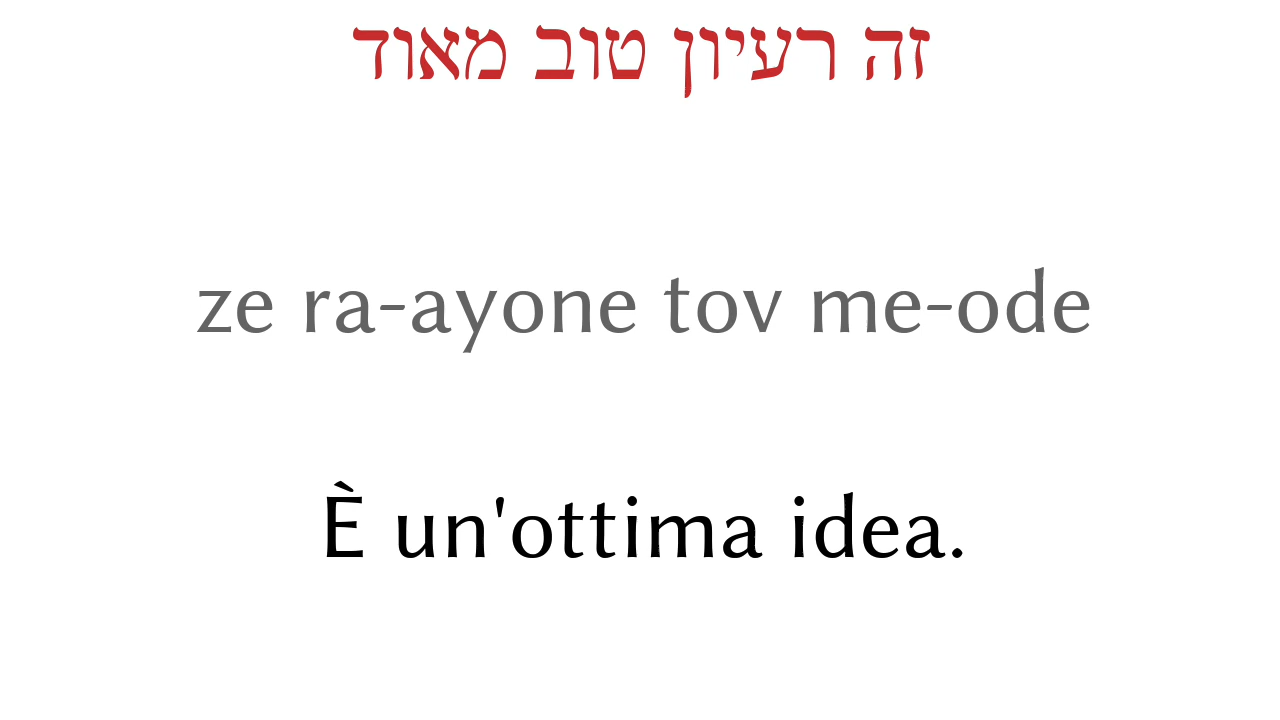 זה רעיון טוב מאוד
ze ra-ayone tov me-ode
È un'ottima idea.